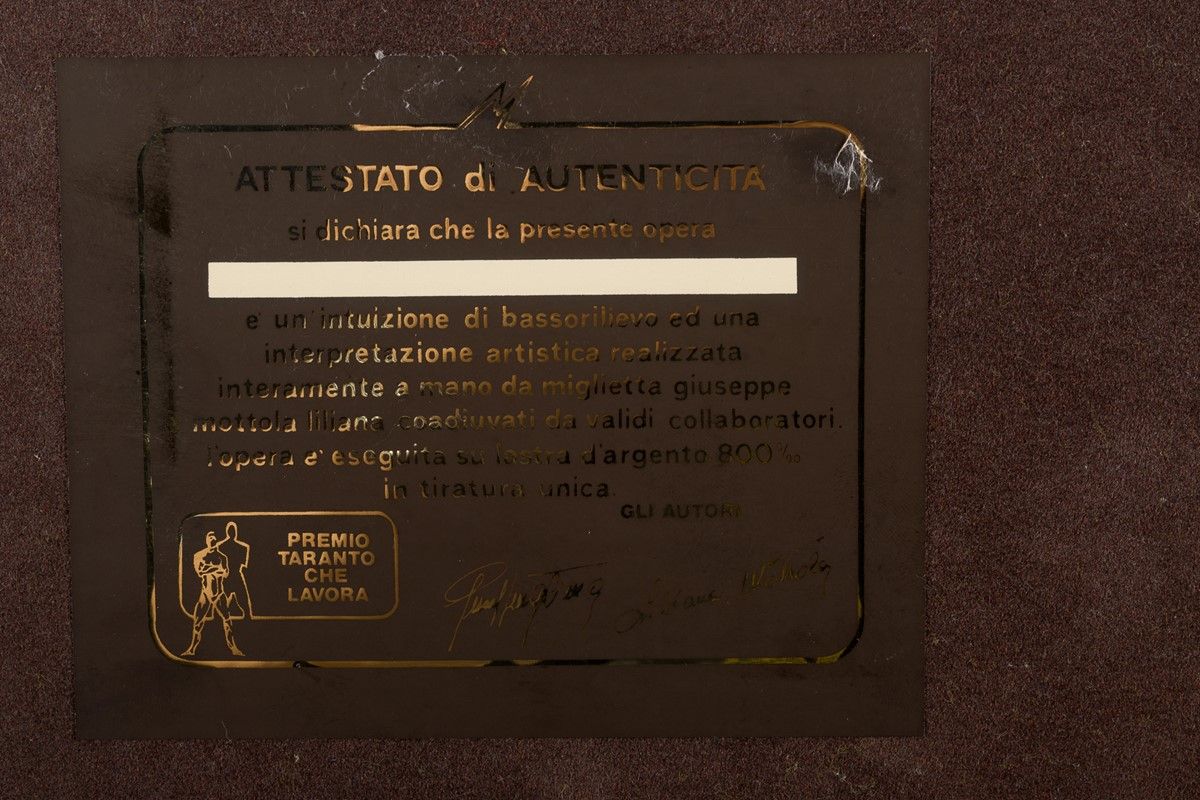 ATTESTATO di AUTENTICITA
si dichiara che la presente opera
e' un'intuizione di bassorilievo ed una
interpretazione artistica realizzata
interamente a mano da miglietta giuseppe
mottola liliana coadiuvati da validi collaboratori.
l'opera e' eseguita su lastra d'argento 800‰
in tiratura unica.
GLI AUTORI
PREMIO
TARANTO
CHE
LAVORA